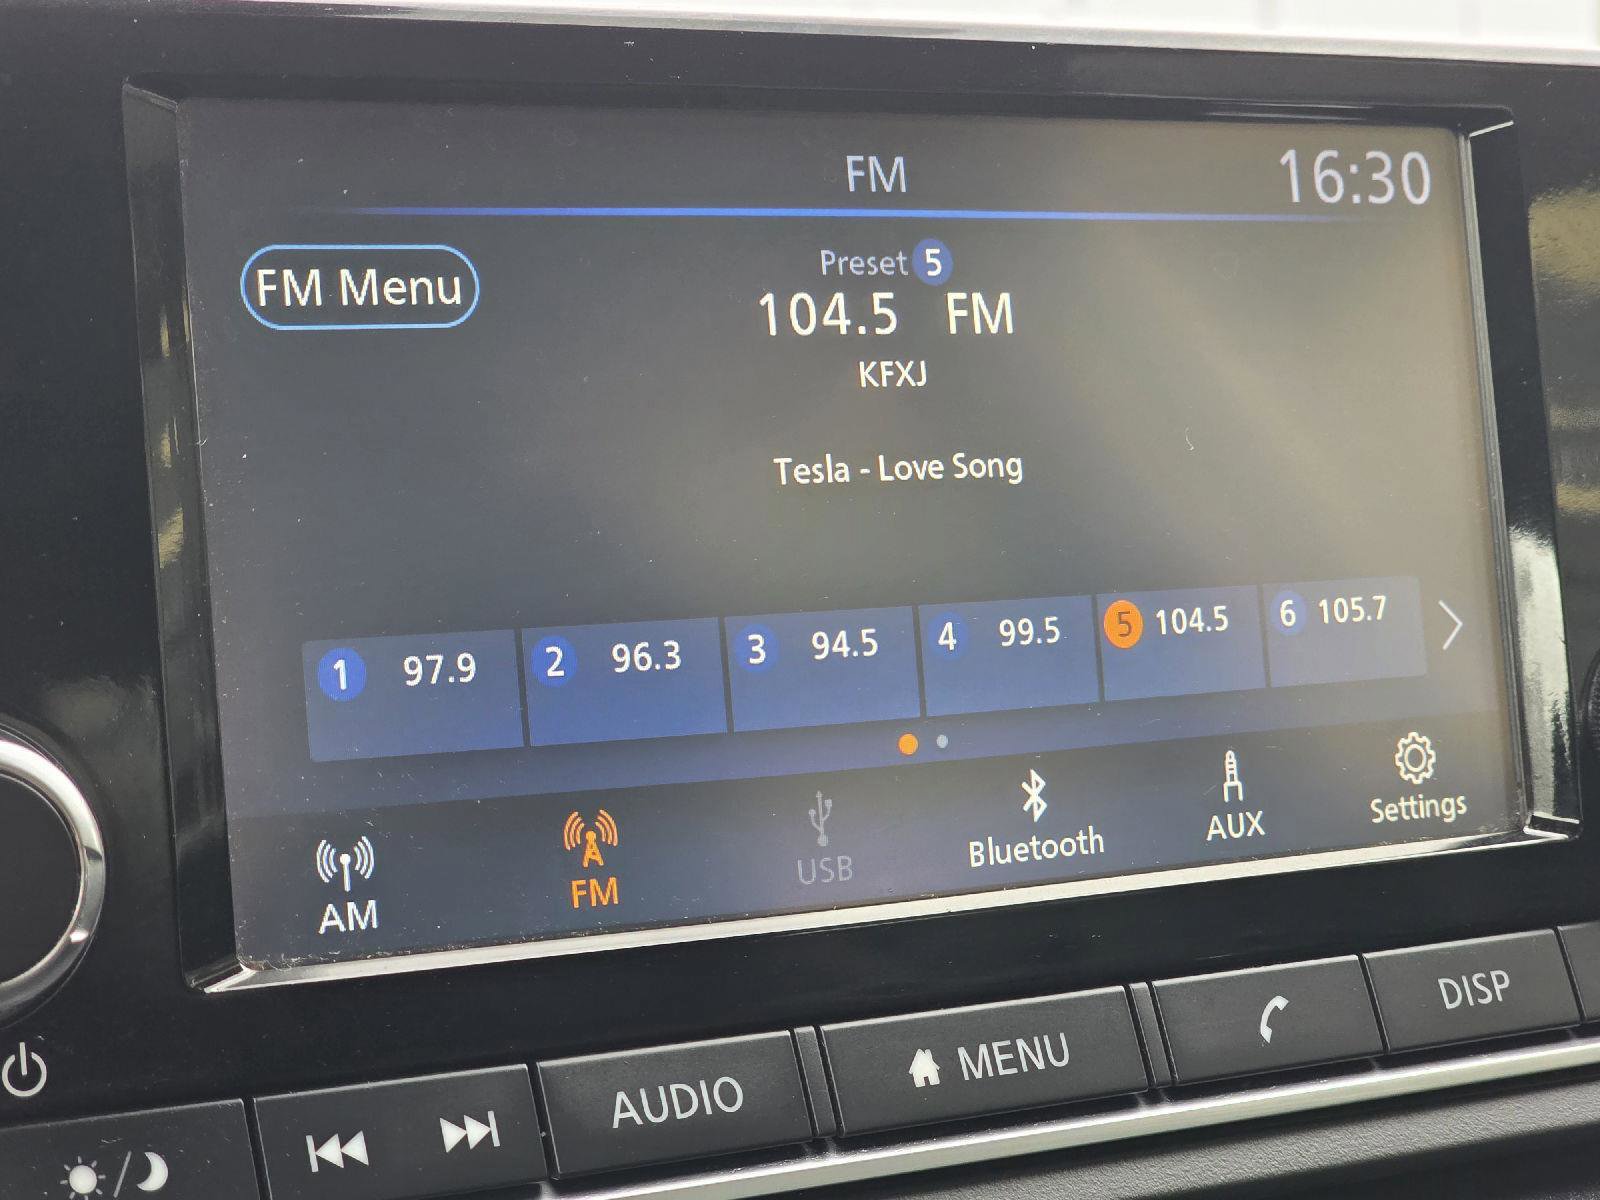 FM 16:30
FM Menu
Preset 5
104.5 FM
KFXJ
Tesla - Love Song
1 97.9 2 96.3 3 94.5 4 99.5 5 104.5 6 105.7
AM FM USB Bluetooth AUX Settings
AUDIO MENU DISP